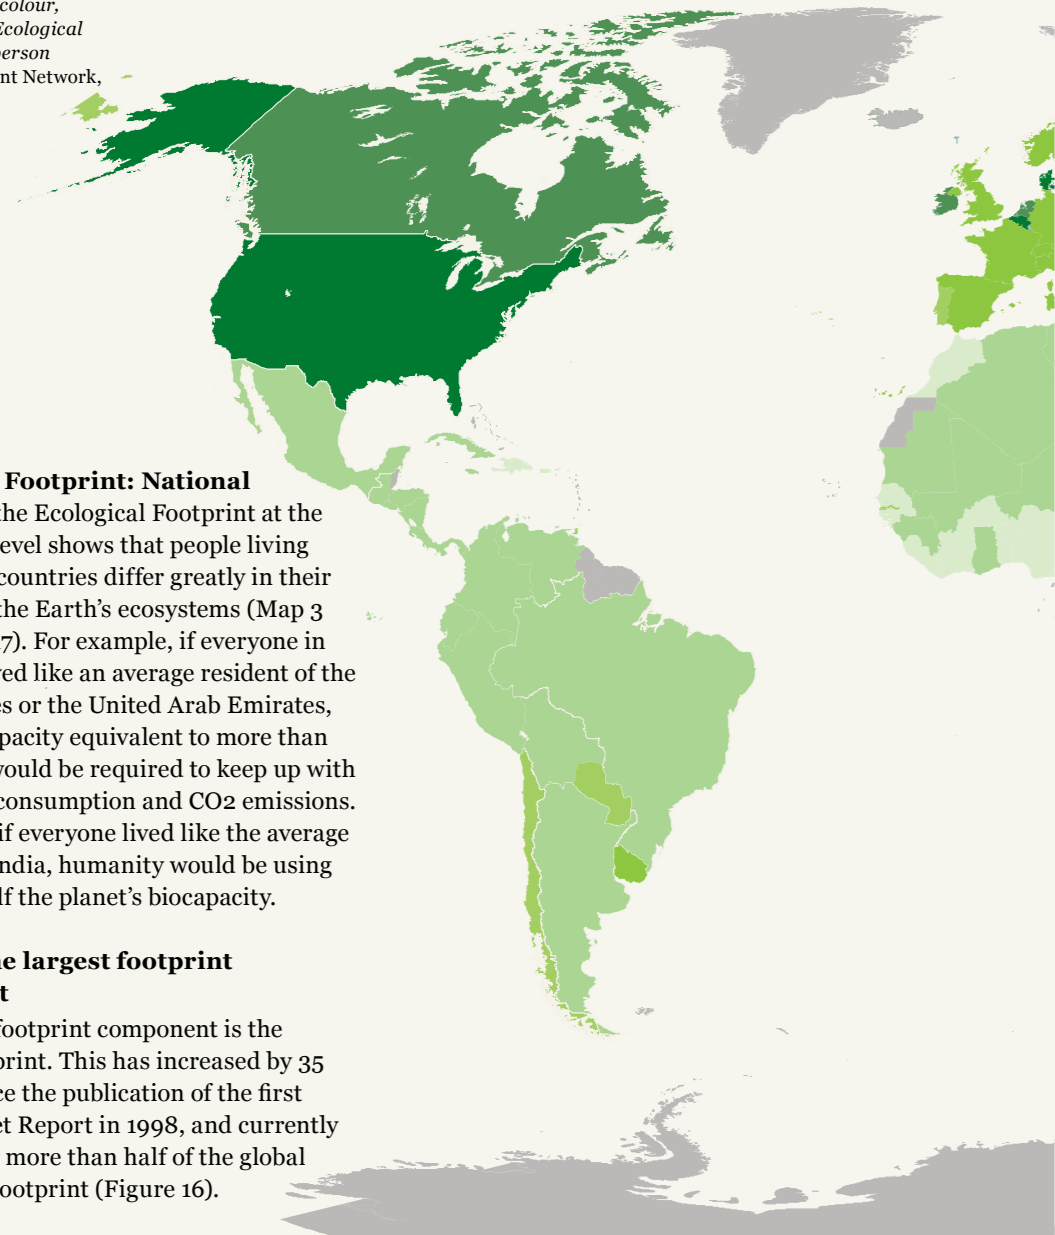 colour,
Ecological
person
nt Network,
Footprint: National
the Ecological Footprint at the
evel shows that people living
countries differ greatly in their
the Earth’s ecosystems (Map 3
7). For example, if everyone in
ed like an average resident of the
es or the United Arab Emirates,
pacity equivalent to more than
would be required to keep up with
consumption and CO2 emissions.
if everyone lived like the average
ndia, humanity would be using
lf the planet’s biocapacity.
e largest footprint
t
footprint component is the
print. This has increased by 35
ce the publication of the first
et Report in 1998, and currently
more than half of the global
ootprint (Figure 16).